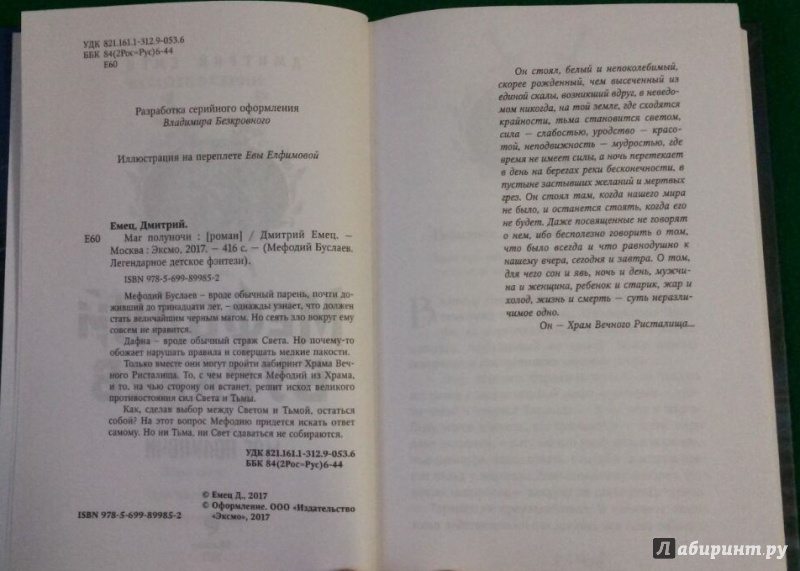 УДК 821.161.1-312.9-053.6
ББК 84(2Рос=Рус)6-44
Е60
Разработка серийного оформления
Владимира Безкровного
Иллюстрация на переплете Евы Елфимовой
Емец, Дмитрий.
Е60 Маг полуночи : [роман] / Дмитрий Емец. —
Москва : Эксмо, 2017. — 416 с. — (Мефодий Буслаев.
Легендарное детское фэнтези).
ISBN 978-5-699-89985-2
Мефодий Буслаев – вроде обычный парень, почти до-
живший до тринадцати лет, – однажды узнает, что должен
стать величайшим черным магом. Но сеять зло вокруг ему
совсем не нравится.
Дафна – вроде обычный страж Света. Но почему-то
обожает нарушать правила и совершать мелкие пакости.
Только вместе они могут пройти лабиринт Храма Веч-
ного Ристалища. То, с чем вернется Мефодий из Храма,
и то, на чью сторону он встанет, решит исход великого
противостояния сил Света и Тьмы.
Как, сделав выбор между Светом и Тьмой, остаться
собой? На этот вопрос Мефодию придется искать ответ
самому. Но ни Тьма, ни Свет сдаваться не собираются.
УДК 821.161.1-312.9-053.6
ББК 84(2Рос=Рус)6-44
© Емец Д., 2017
© Оформление. ООО «Издательство
ISBN 978-5-699-89985-2 «Эксмо», 2017
Он стоял, белый и непоколебимый,
скорее рожденный, чем высеченный из
единой скалы, возникший вдруг, в неведо-
мом никогда, на той земле, где сходятся
крайности, тьма становится светом,
сила — слабостью, уродство — красо-
той, неподвижность — мудростью, где
время не имеет силы, а ночь перетекает
в день на берегах реки бесконечности, в
пустыне застывших желаний и мертвых
грез. Он стоял там, когда нашего мира
не было, и останется стоять, когда его
не будет. Даже посвященные не говорят
о нем, ибо бесполезно говорить о том,
что было всегда и что равнодушно к
нашему вчера, сегодня и завтра. О том,
для чего сон и явь, ночь и день, мужчи-
на и женщина, ребенок и старик, жар и
холод, жизнь и смерть — суть неразли-
чимое одно.
Он — Храм Вечного Ристалища...
Лабиринт.ру